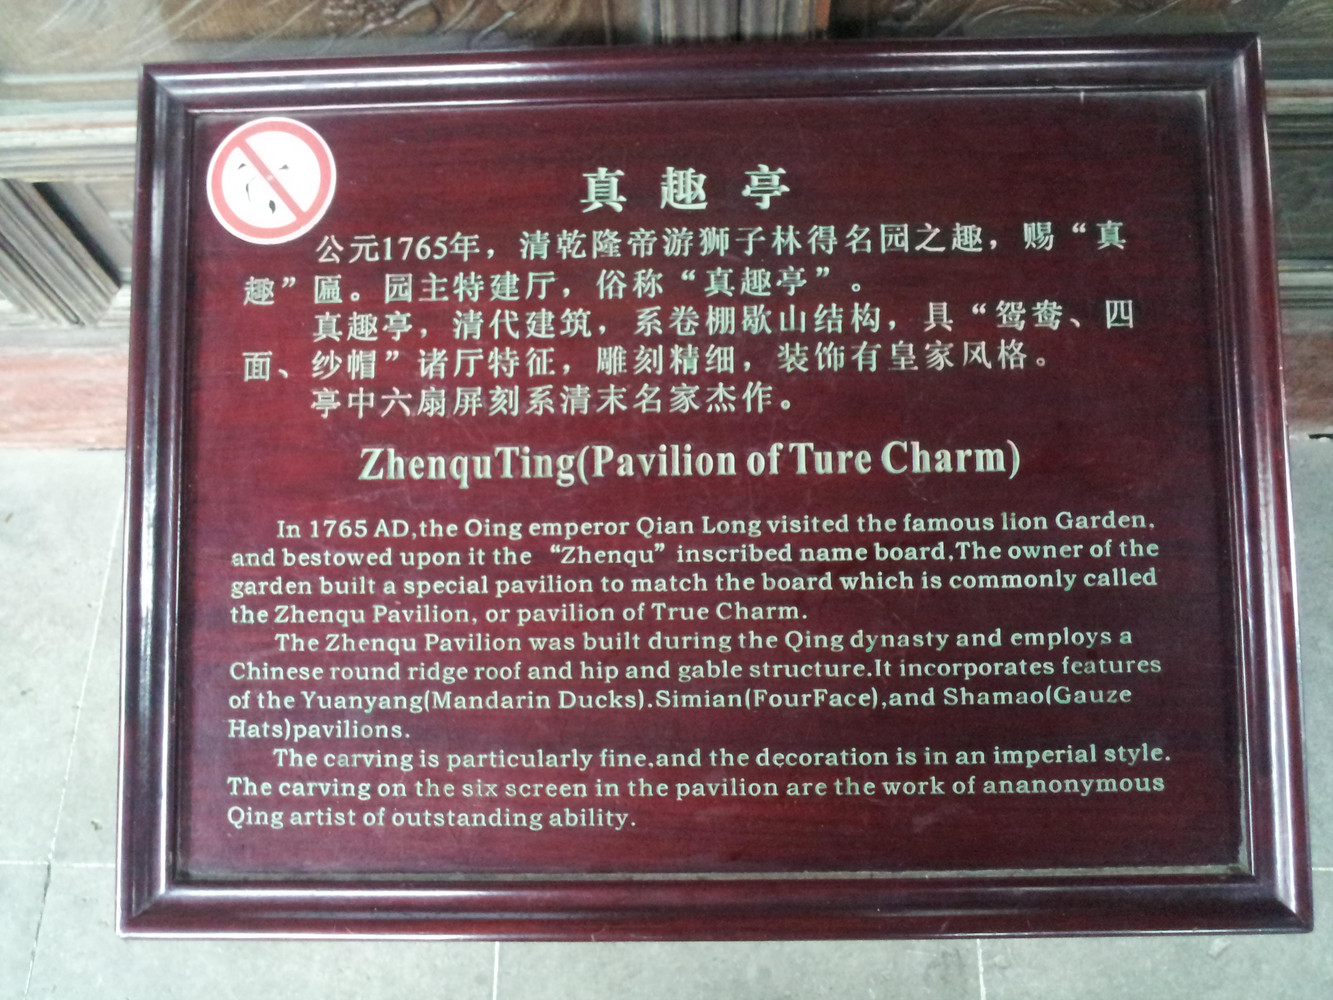 真趣亭
公元1765年，清乾隆帝游狮子林得名园之趣，赐“真
趣”匾。园主特建厅，俗称“真趣亭”。
真趣亭，清代建筑，系卷棚歇山结构，具“鸳鸯、四
面、纱帽”诸厅特征，雕刻精细，装饰有皇家风格。
亭中六扇屏刻系清末名家杰作。
ZhenquTing(Pavilion of Ture Charm)
In 1765 AD,the Oing emperor Qian Long visited the famous lion Garden,
and bestowed upon it the “Zhenqu” inscribed name board,The owner of the
garden built a special pavilion to match the board which is commonly called
the Zhenqu Pavilion, or pavilion of True Charm.
The Zhenqu Pavilion was built during the Qing dynasty and employs a
Chinese round ridge roof and hip and gable structure.It incorporates features
of the Yuanyang(Mandarin Ducks).Simian(FourFace),and Shamao(Gauze
Hats)pavilions.
The carving is particularly fine,and the decoration is in an imperial style.
The carving on the six screen in the pavilion are the work of ananonymous
Qing artist of outstanding ability.